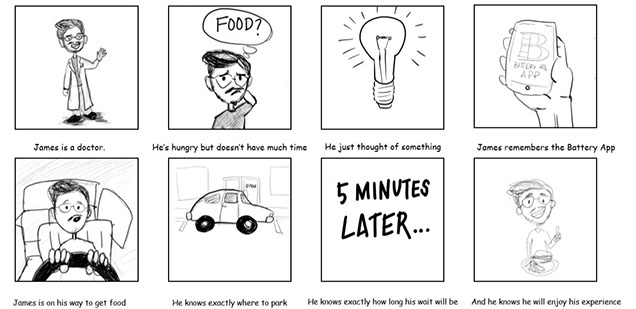 FOOD?
B
BATTERY ATL
APP
James is a doctor.
He's hungry but doesn't have much time
He just thought of something
James remembers the Battery App
OPEN
5 MINUTES
LATER...
James is on his way to get food
He knows exactly where to park
He knows exactly how long his wait will be
And he knows he will enjoy his experience